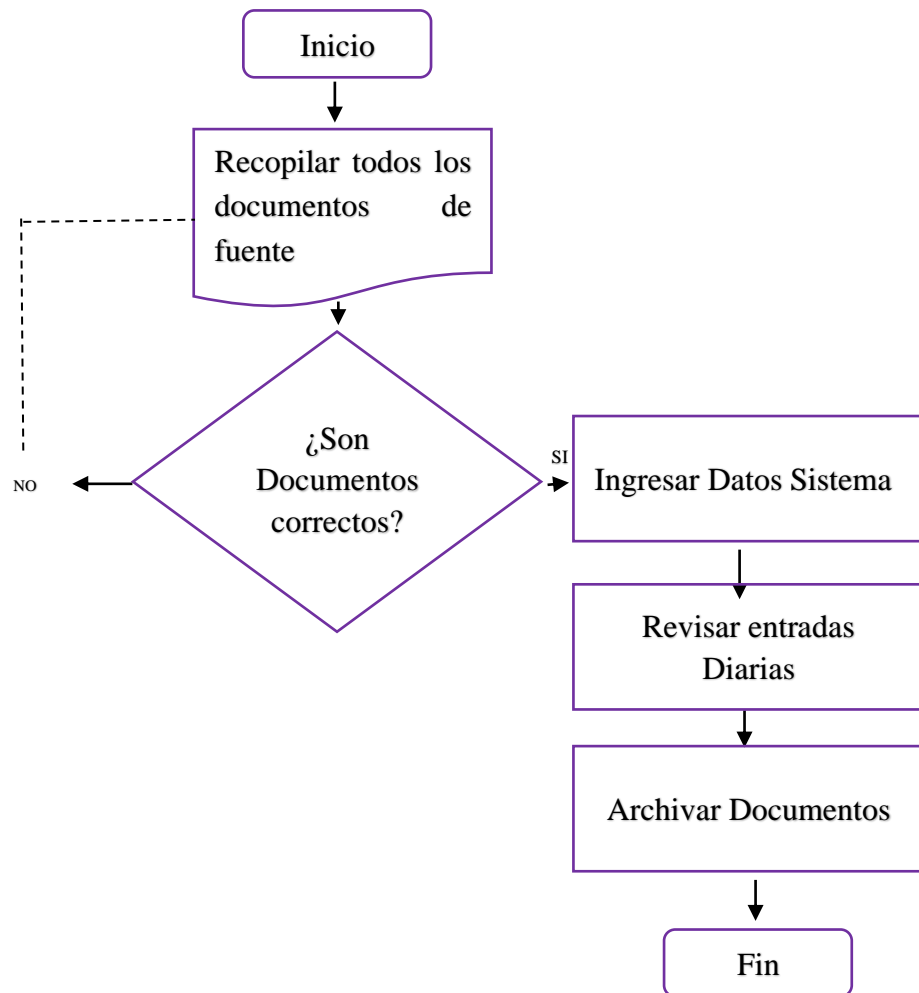 Inicio
Recopilar todos los
documentos de
fuente
¿Son
Documentos
correctos?
NO
SI
Ingresar Datos Sistema
Revisar entradas
Diarias
Archivar Documentos
Fin